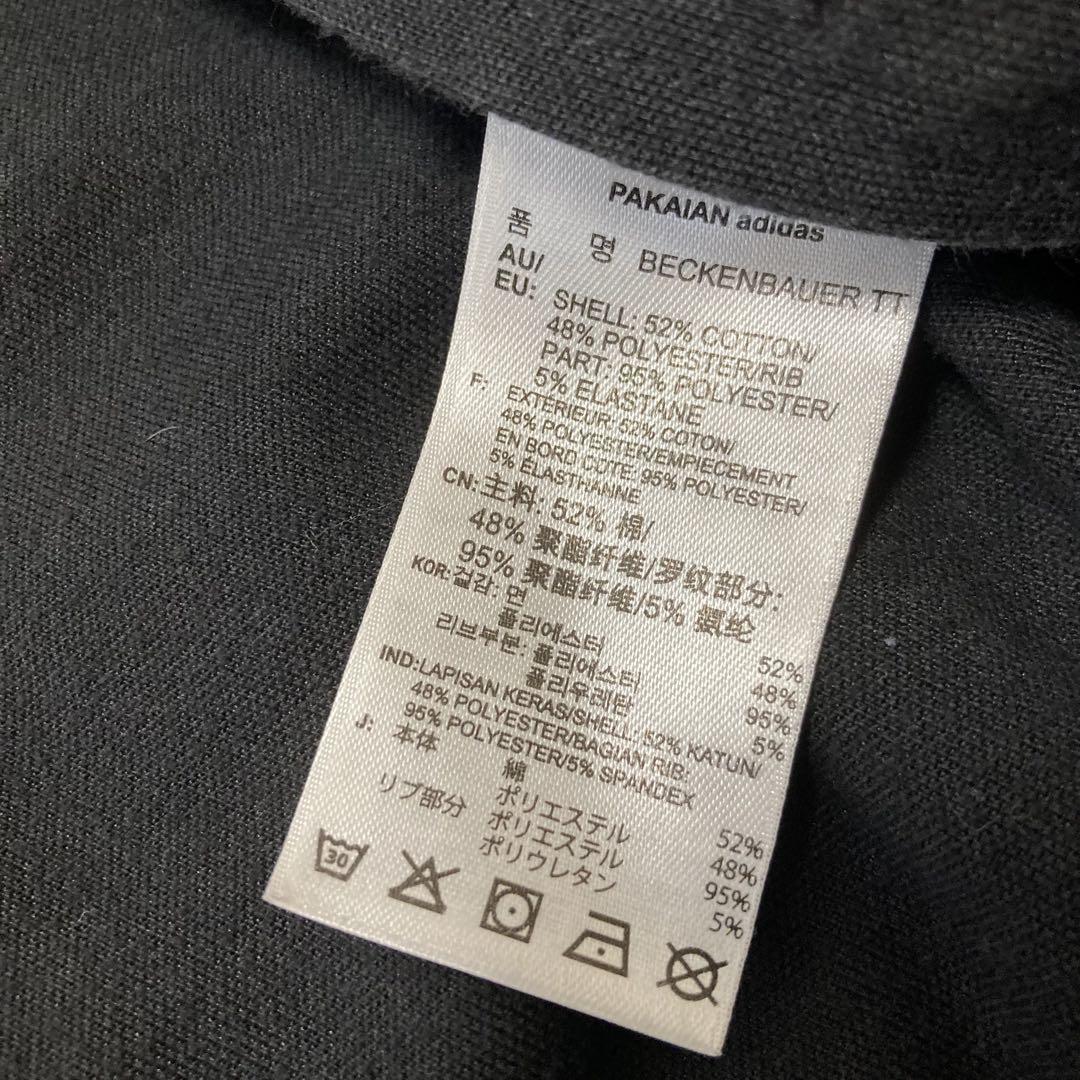 PAKAIAN adidas
품 명 BECKENBAUER TT
AU/
EU: SHELL: 52% COTTON/
48% POLYESTER/RIB
PART: 95% POLYESTER/
5% ELASTANE
F: EXTERIEUR: 52% COTON/
48% POLYESTER/EMPIECEMENT
EN BORD COTE: 95% POLYESTER/
5% ELASTHANNE
CN: 主料: 52% 棉/
48% 聚酯纤维/罗纹部分:
95% 聚酯纤维/5% 氨纶
KOR: 겉감: 면 52%
폴리에스터 48%
리브부분: 폴리에스터 95%
폴리우레탄 5%
IND: LAPISAN KERAS/SHELL: 52% KATUN/
48% POLYESTER/BAGIAN RIB:
95% POLYESTER/5% SPANDEX
J: 本体 綿 52%
ポリエステル 48%
リブ部分 ポリエステル 95%
ポリウレタン 5%
30